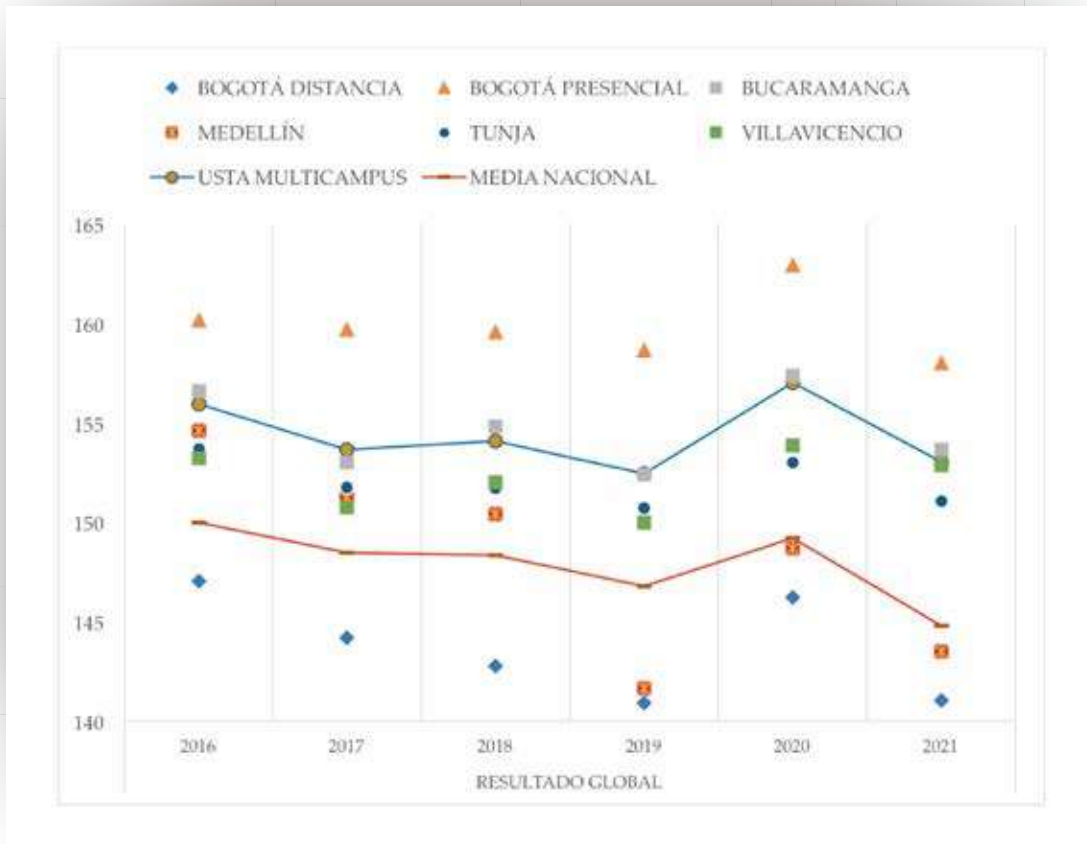 BOGOTÁ DISTANCIA BOGOTÁ PRESENCIAL BUCARAMANGA
MEDELLÍN TUNJA VILLAVICENCIO
USTA MULTICAMPUS MEDIA NACIONAL
165
160
155
150
145
140
2016 2017 2018 2019 2020 2021
RESULTADO GLOBAL